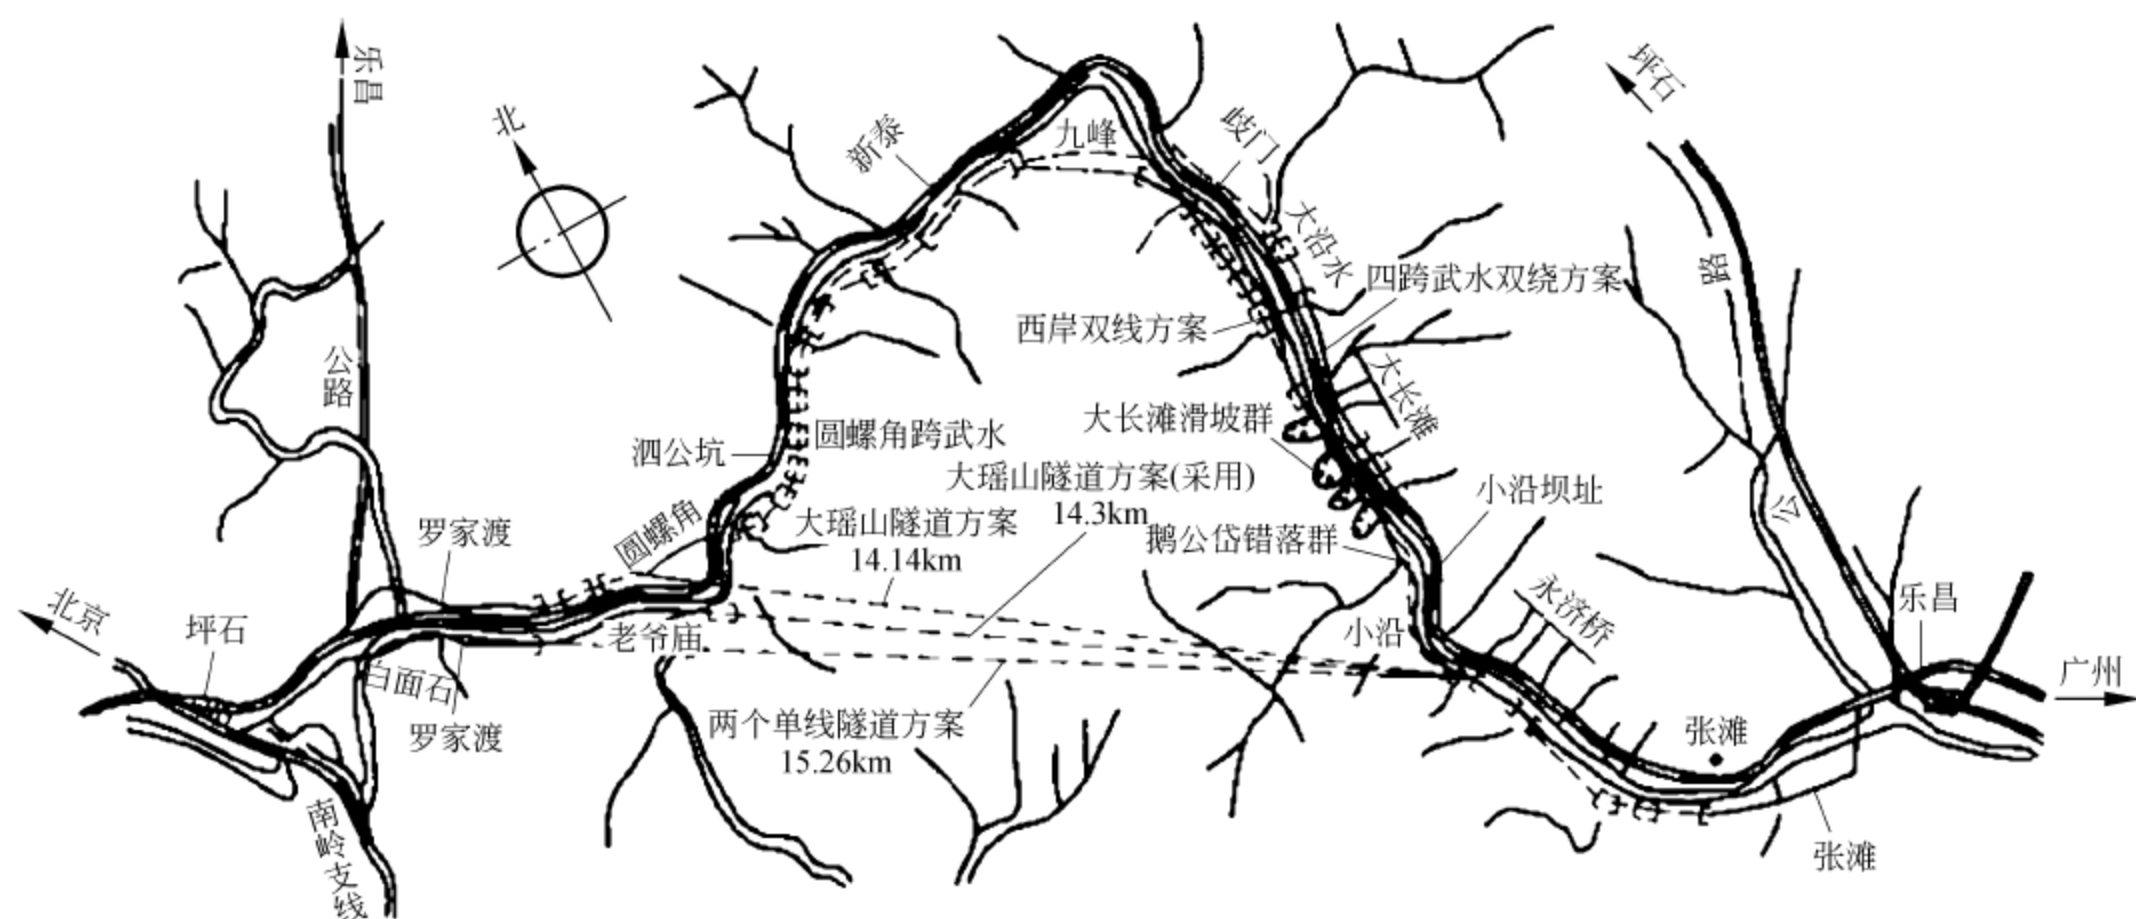 乐昌
坪石
北
九峰
歧门
新泰
大沿水
四跨武水双绕方案
路
西岸双线方案
公路
大长滩
大长滩滑坡群
圆螺角跨武水
泗公坑
大瑶山隧道方案(采用)
14.3km
小沿坝址
公
大瑶山隧道方案
14.14km
罗家渡
圆螺角
鹅公岱错落群
永济桥
乐昌
北京
坪石
老爷庙
小沿
广州
白面石
罗家渡
两个单线隧道方案
15.26km
张滩
南岭支线
张滩